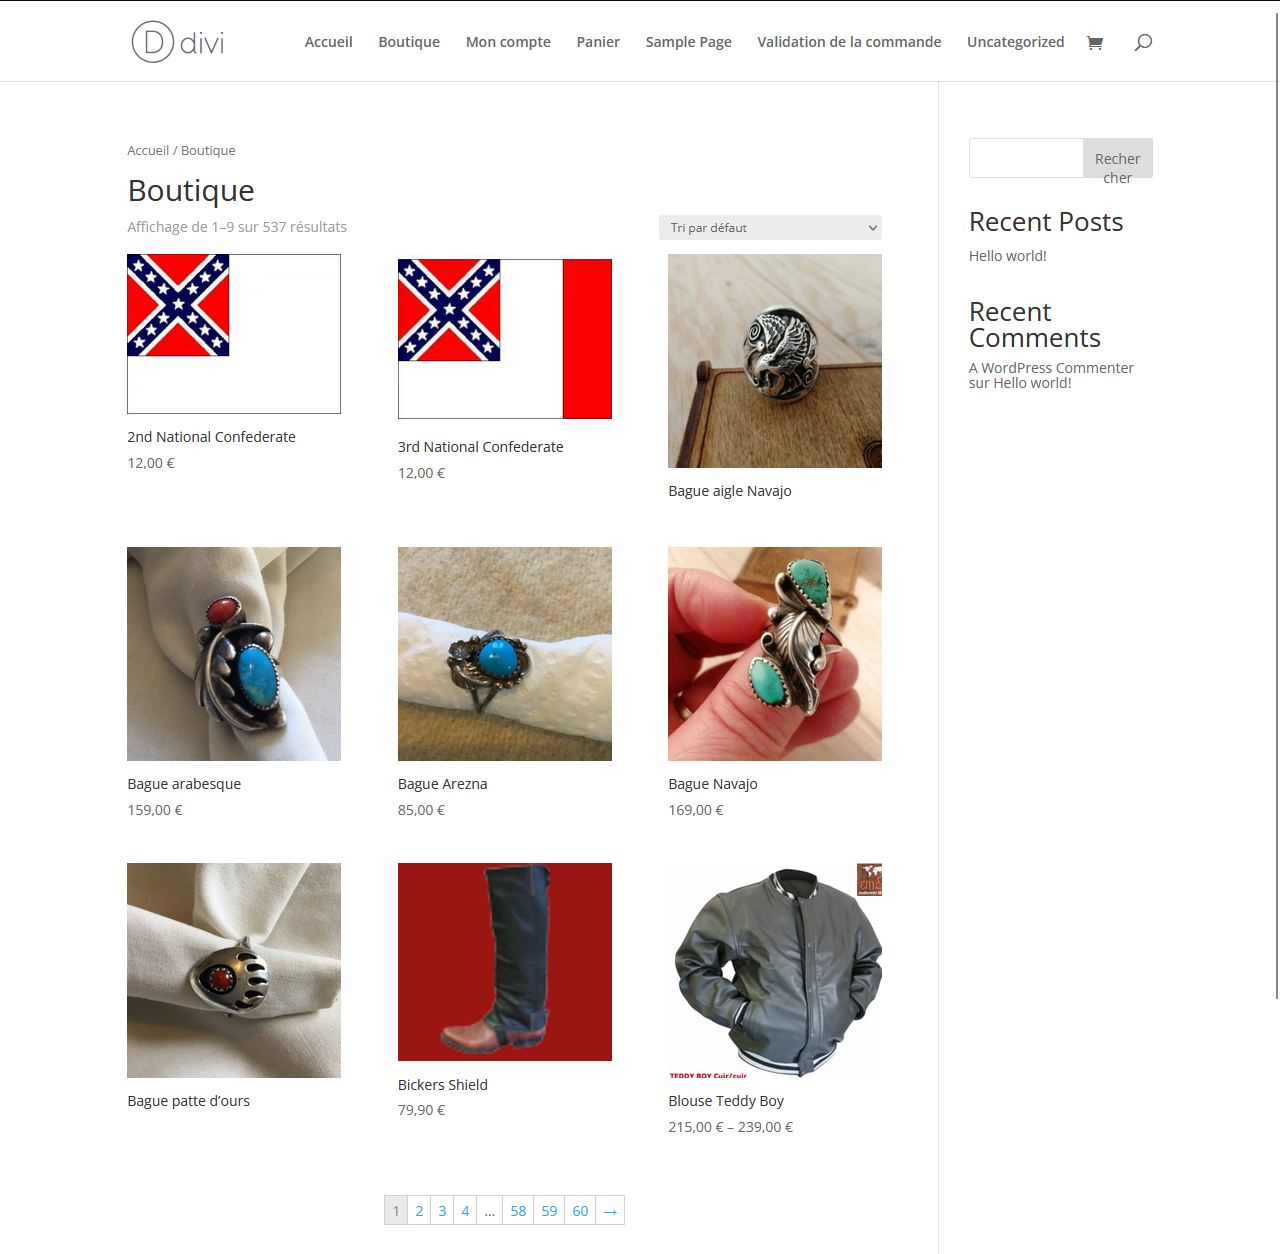 divi
Accueil Boutique Mon compte Panier Sample Page Validation de la commande Uncategorized
Accueil / Boutique
Boutique
Affichage de 1–9 sur 537 résultats
Tri par défaut
2nd National Confederate
12,00 €
3rd National Confederate
12,00 €
Bague aigle Navajo
Bague arabesque
159,00 €
Bague Arezna
85,00 €
Bague Navajo
169,00 €
Bague patte d’ours
Bickers Shield
79,90 €
TEDDY BOY Cuir/cuir
Blouse Teddy Boy
215,00 € – 239,00 €
1 2 3 4 … 58 59 60 →
Recher
cher
Recent Posts
Hello world!
Recent
Comments
A WordPress Commenter
sur Hello world!